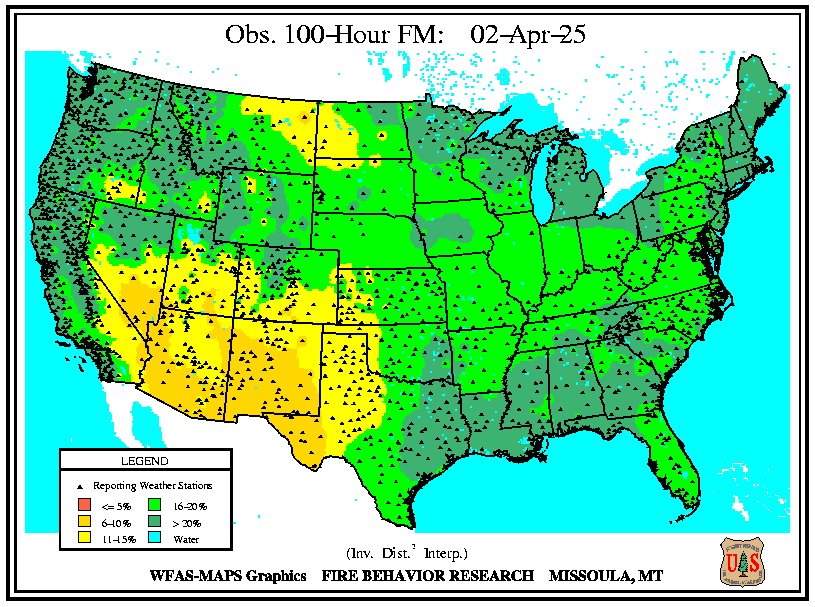 Obs. 100-Hour FM: 02-Apr-25
LEGEND
Reporting Weather Stations
<= 5% 16-20%
6-10% > 20%
11-15% Water
(Inv. Dist.² Interp.)
WFAS-MAPS Graphics FIRE BEHAVIOR RESEARCH MISSOULA, MT
U S